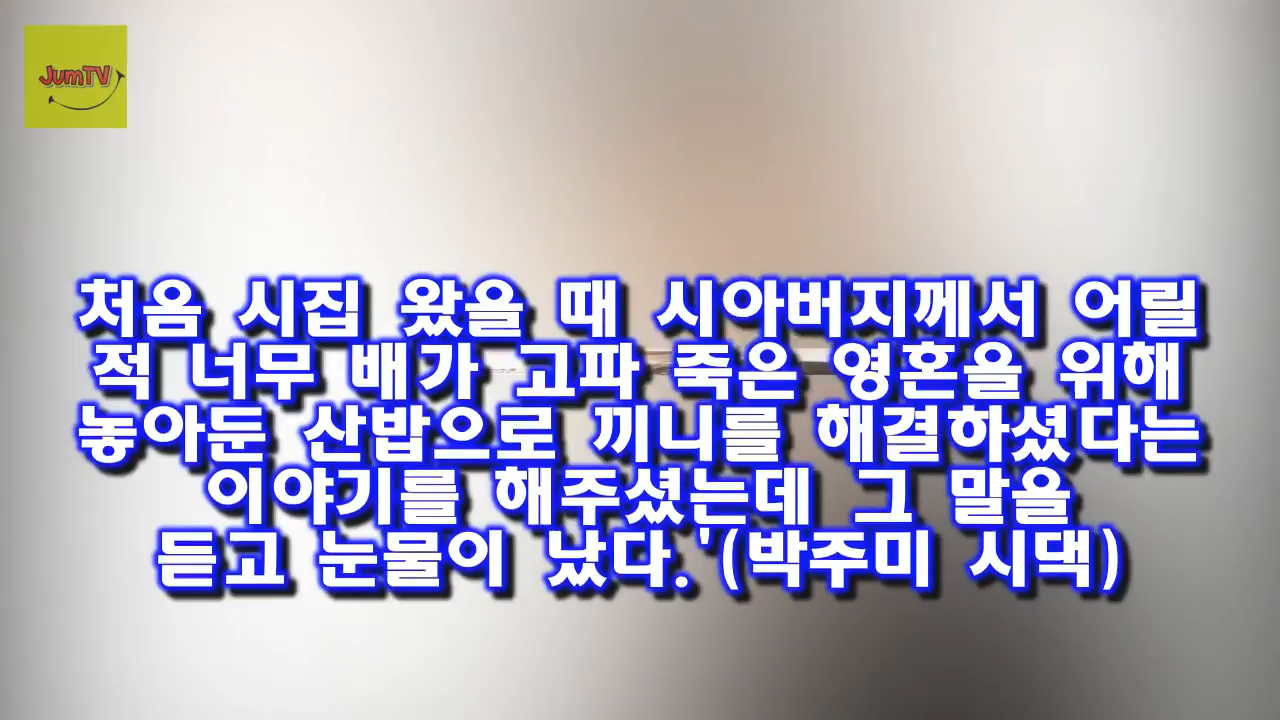 JumTV
처음 시집 왔을 때 시아버지께서 어릴
적 너무 배가 고파 죽은 영혼을 위해
놓아둔 산밥으로 끼니를 해결하셨다는
이야기를 해주셨는데 그 말을
듣고 눈물이 났다.'(박주미 시댁)